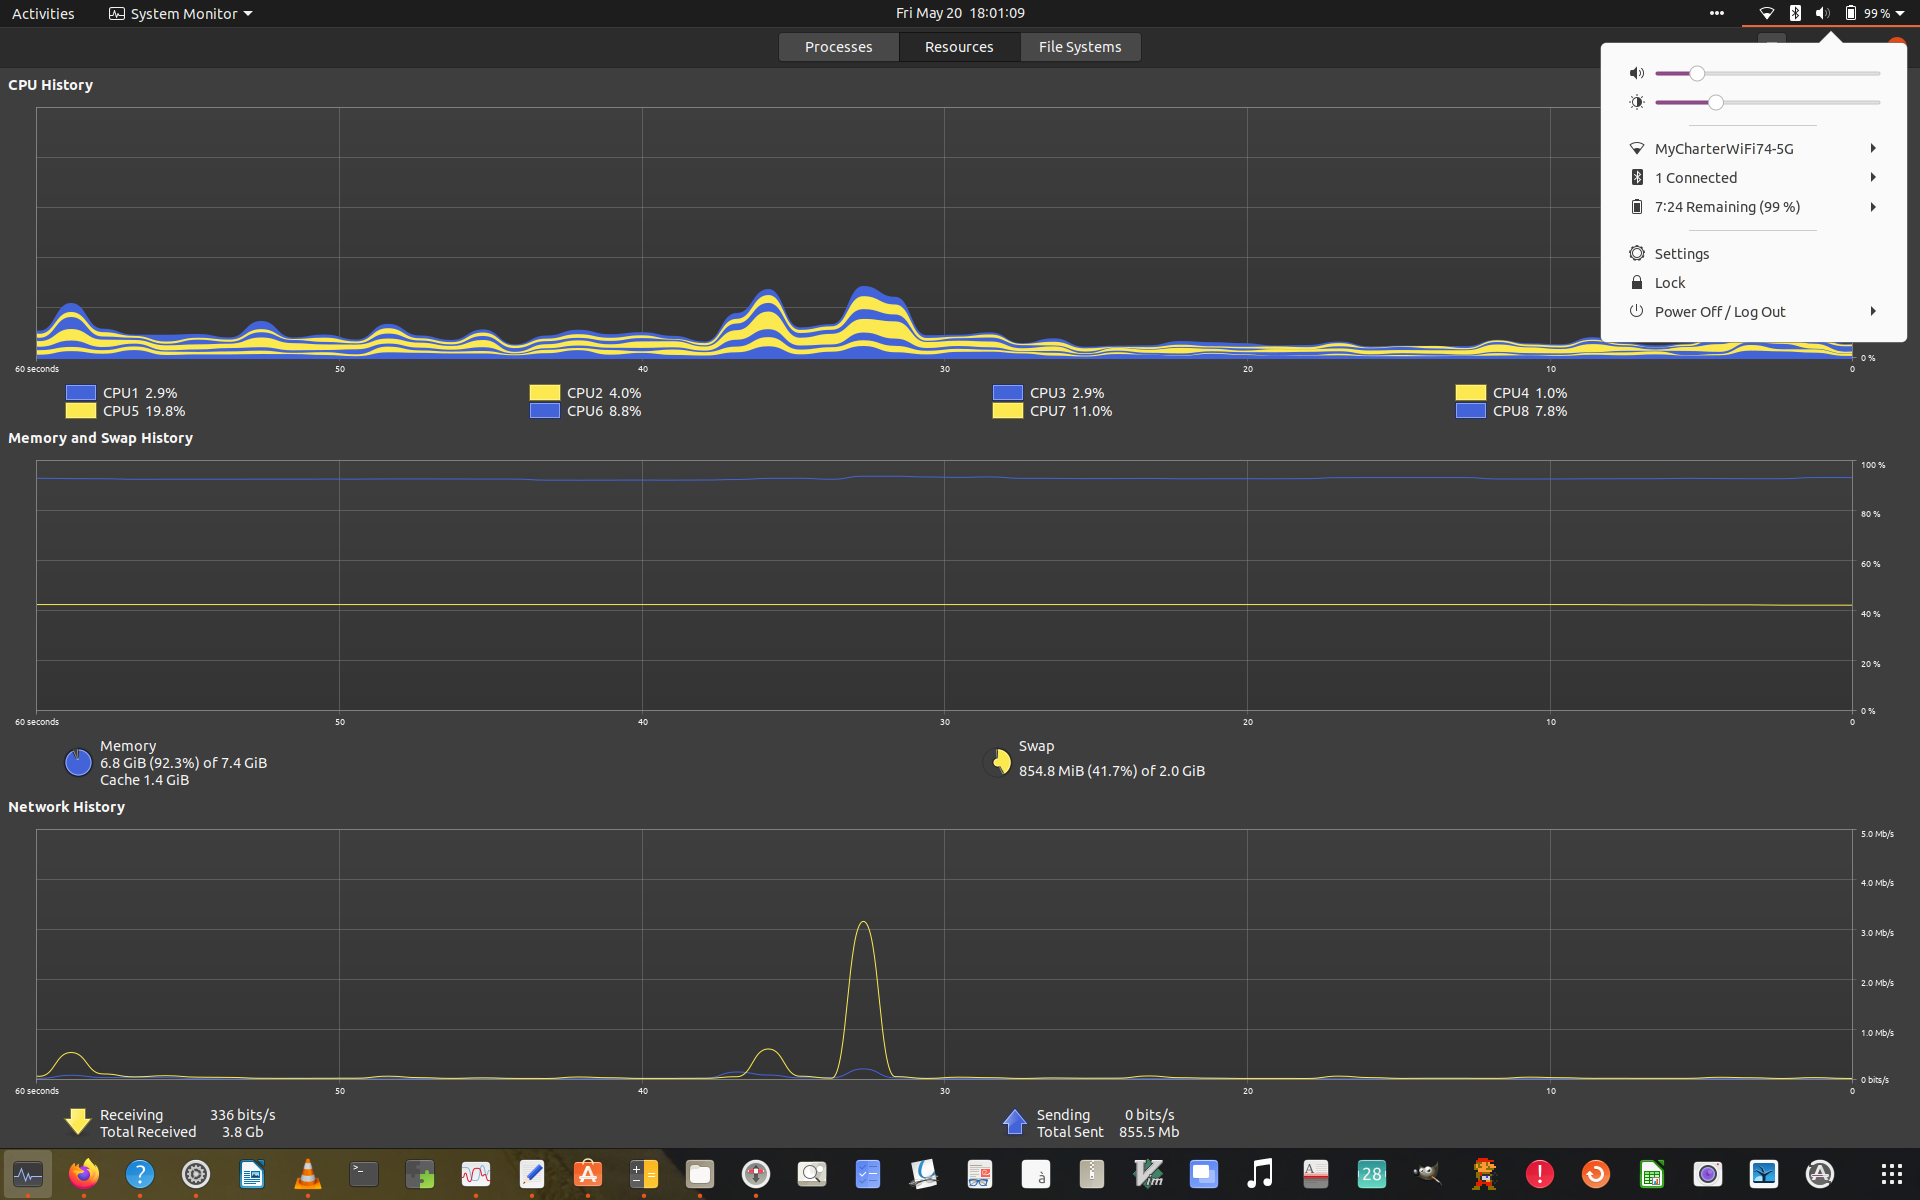 Activities
System Monitor
Fri May 20 18:01:09
99 %
Processes
Resources
File Systems
MyCharterWiFi74-5G
1 Connected
7:24 Remaining (99 %)
Settings
Lock
Power Off / Log Out
CPU History
0 %
60 seconds 50 40 30 20 10 0
CPU1 2.9% CPU2 4.0% CPU3 2.9% CPU4 1.0%
CPU5 19.8% CPU6 8.8% CPU7 11.0% CPU8 7.8%
Memory and Swap History
100 %
80 %
60 %
40 %
20 %
0 %
60 seconds 50 40 30 20 10 0
Memory
6.8 GiB (92.3%) of 7.4 GiB
Cache 1.4 GiB
Swap
854.8 MiB (41.7%) of 2.0 GiB
Network History
5.0 Mb/s
4.0 Mb/s
3.0 Mb/s
2.0 Mb/s
1.0 Mb/s
0 bits/s
60 seconds 50 40 30 20 10 0
Receiving 336 bits/s
Total Received 3.8 Gb
Sending 0 bits/s
Total Sent 855.5 Mb
?
>_
à
Vim
A
28